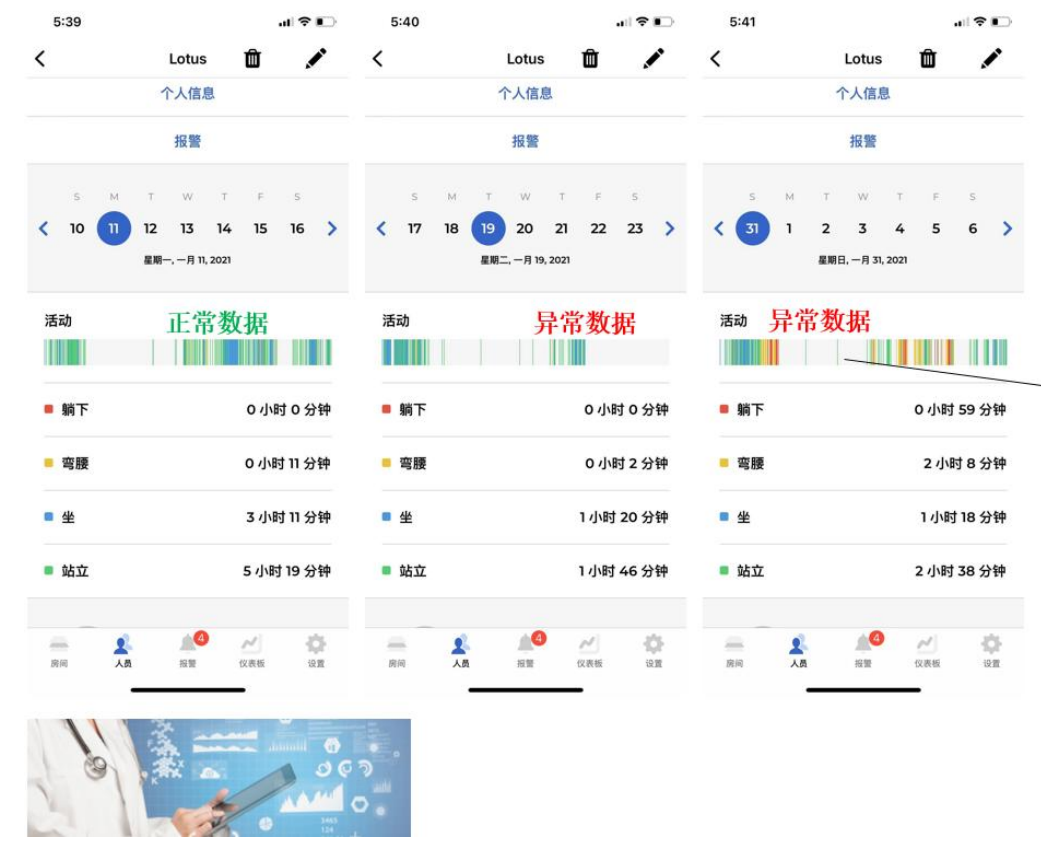 5:39
Lotus
个人信息
报警
S M T W T F S
10 11 12 13 14 15 16
星期一, 一月 11, 2021
活动
正常数据
躺下 0 小时 0 分钟
弯腰 0 小时 11 分钟
坐 3 小时 11 分钟
站立 5 小时 19 分钟
4
房间 人员 报警 仪表板 设置
5:40
Lotus
个人信息
报警
S M T W T F S
17 18 19 20 21 22 23
星期二, 一月 19, 2021
活动
异常数据
躺下 0 小时 0 分钟
弯腰 0 小时 2 分钟
坐 1 小时 20 分钟
站立 1 小时 46 分钟
4
房间 人员 报警 仪表板 设置
5:41
Lotus
个人信息
报警
S M T W T F S
31 1 2 3 4 5 6
星期日, 一月 31, 2021
活动
异常数据
躺下 0 小时 59 分钟
弯腰 2 小时 8 分钟
坐 1 小时 18 分钟
站立 2 小时 38 分钟
4
房间 人员 报警 仪表板 设置
5465
124